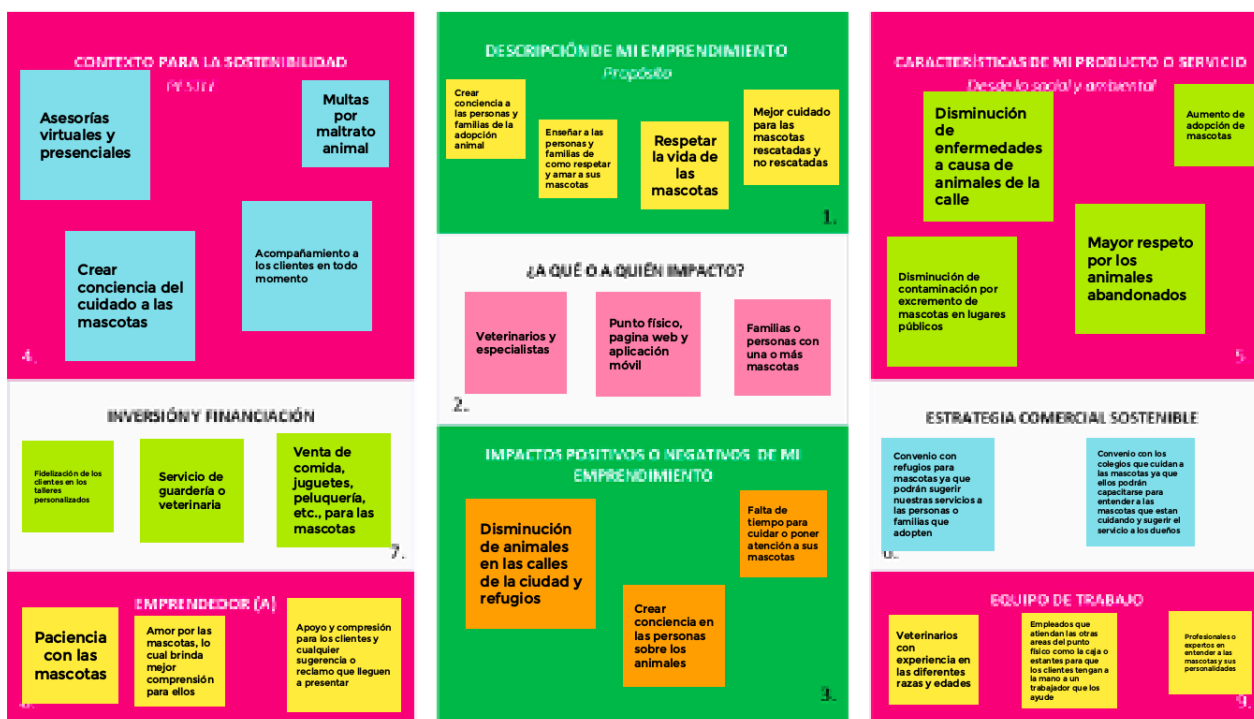 CONTEXTO PARA LA SOSTENIBILIDAD
Asesorías
virtuales y
presenciales
Multas
por
maltrato
animal
Crear
conciencia del
cuidado a las
mascotas
Acompañamiento a
los clientes en todo
momento
4.
DESCRIPCIÓN DE MI EMPRENDIMIENTO
Propósito
Crear
conciencia a
las personas y
familias de la
adopción
animal
Enseñar a las
personas y
familias de
como respetar
y amar a sus
mascotas
Respetar
la vida de
las
mascotas
Mejor cuidado
para las
mascotas
rescatadas y
no rescatadas
1.
¿A QUÉ O A QUIÉN IMPACTO?
Veterinarios y
especialistas
Punto físico,
pagina web y
aplicación
móvil
Familias o
personas con
una o más
mascotas
2.
CARACTERÍSTICAS DE MI PRODUCTO O SERVICIO
Desde lo social y ambiental
Disminución
de
enfermedades
a causa de
animales de la
calle
Aumento de
adopción de
mascotas
Disminución de
contaminación por
excremento de
mascotas en lugares
públicos
Mayor respeto
por los
animales
abandonados
5
INVERSIÓN Y FINANCIACIÓN
Fidelización de los
clientes en los
talleres
personalizados
Servicio de
guardería o
veterinaria
Venta de
comida,
juguetes,
peluquería,
etc., para las
mascotas
7.
IMPACTOS POSITIVOS O NEGATIVOS DE MI
EMPRENDIMIENTO
Disminución
de animales
en las calles
de la ciudad y
refugios
Falta de
tiempo para
cuidar o poner
atención a sus
mascotas
Crear
conciencia en
las personas
sobre los
animales
3.
ESTRATEGIA COMERCIAL SOSTENIBLE
Convenio con
refugios para
mascotas ya que
podrán sugerir
nuestras servicios a
las personas o
familias que
adopten
Convenio con los
colegios que cuidan a
las mascotas ya que
ellos podrán
capacitarse para
entender a las
mascotas que estan
cuidando y sugerir el
servicio a los dueños
EMPRENDEDOR (A)
Paciencia
con las
mascotas
Amor por las
mascotas, lo
cual brinda
mejor
comprensión
para ellos
Apoyo y compresión
para los clientes y
cualquier
sugerencia o
reclamo que lleguen
a presentar
EQUIPO DE TRABAJO
Veterinarios
con
experiencia en
las diferentes
razas y edades
Empleados que
atiendan las otras
areas del punto
físico como la caja o
estantes para que
los clientes tengan a
la mano a un
trabajador que los
ayude
Profesionales o
expertos en
entender a las
mascotas y sus
personalidades
9.